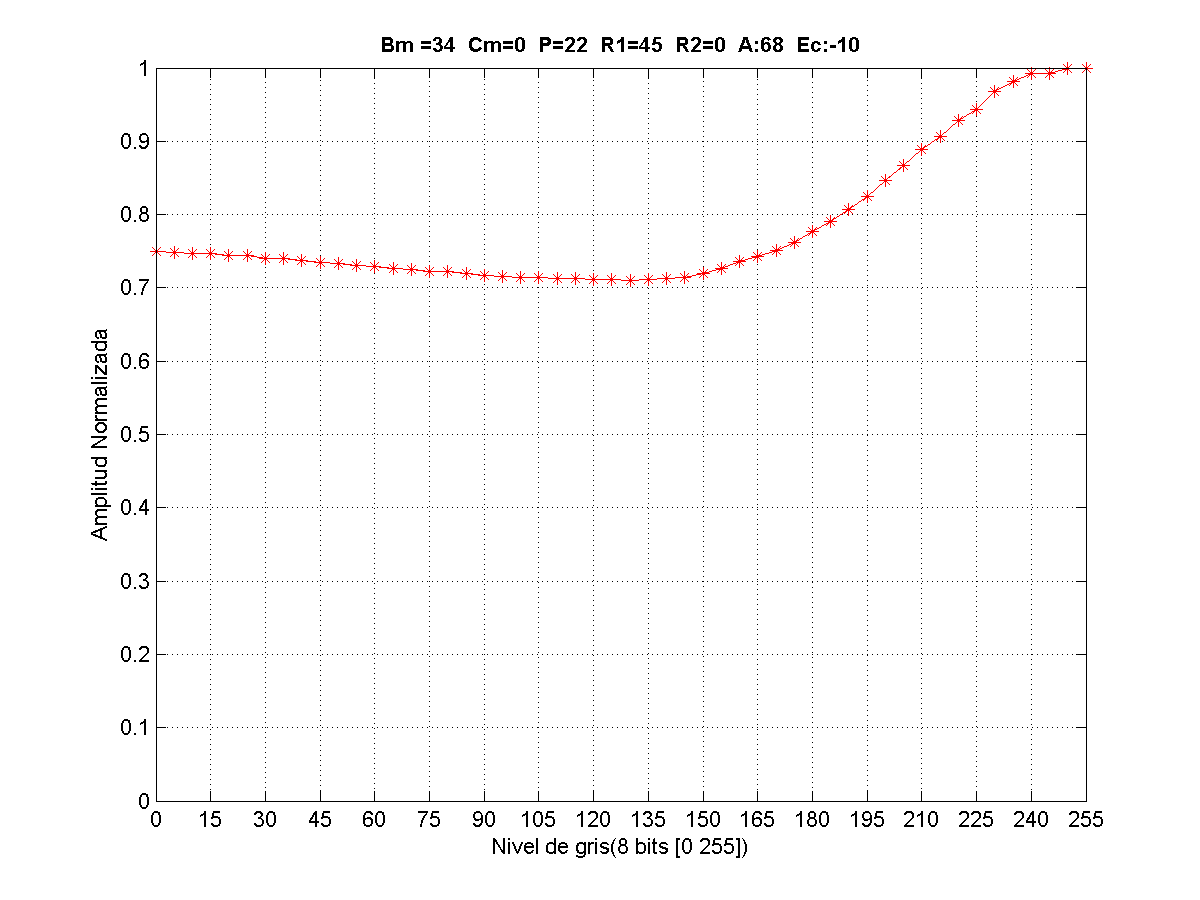 Bm =34 Cm=0 P=22 R1=45 R2=0 A:68 Ec:-10
1
0.9
0.8
0.7
0.6
0.5
0.4
0.3
0.2
0.1
0
Amplitud Normalizada
0 15 30 45 60 75 90 105 120 135 150 165 180 195 210 225 240 255
Nivel de gris(8 bits [0 255])